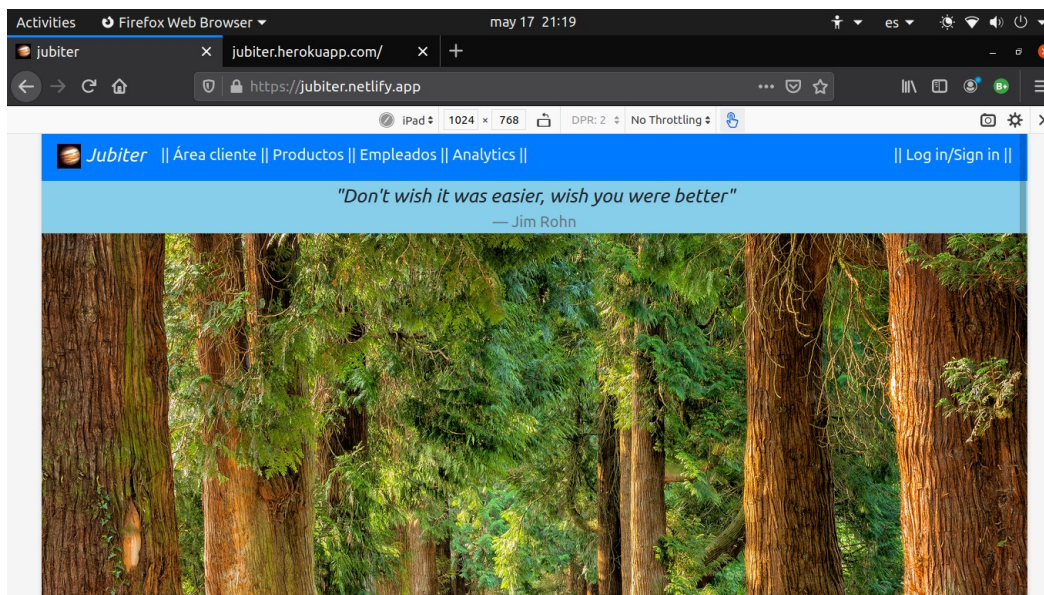 Activities Firefox Web Browser may 17 21:19 es
jubiter jubiter.herokuapp.com/
https://jubiter.netlify.app B+
iPad 1024 × 768 DPR: 2 No Throttling
Jubiter || Área cliente || Productos || Empleados || Analytics || || Log in/Sign in ||
"Don't wish it was easier, wish you were better"
— Jim Rohn